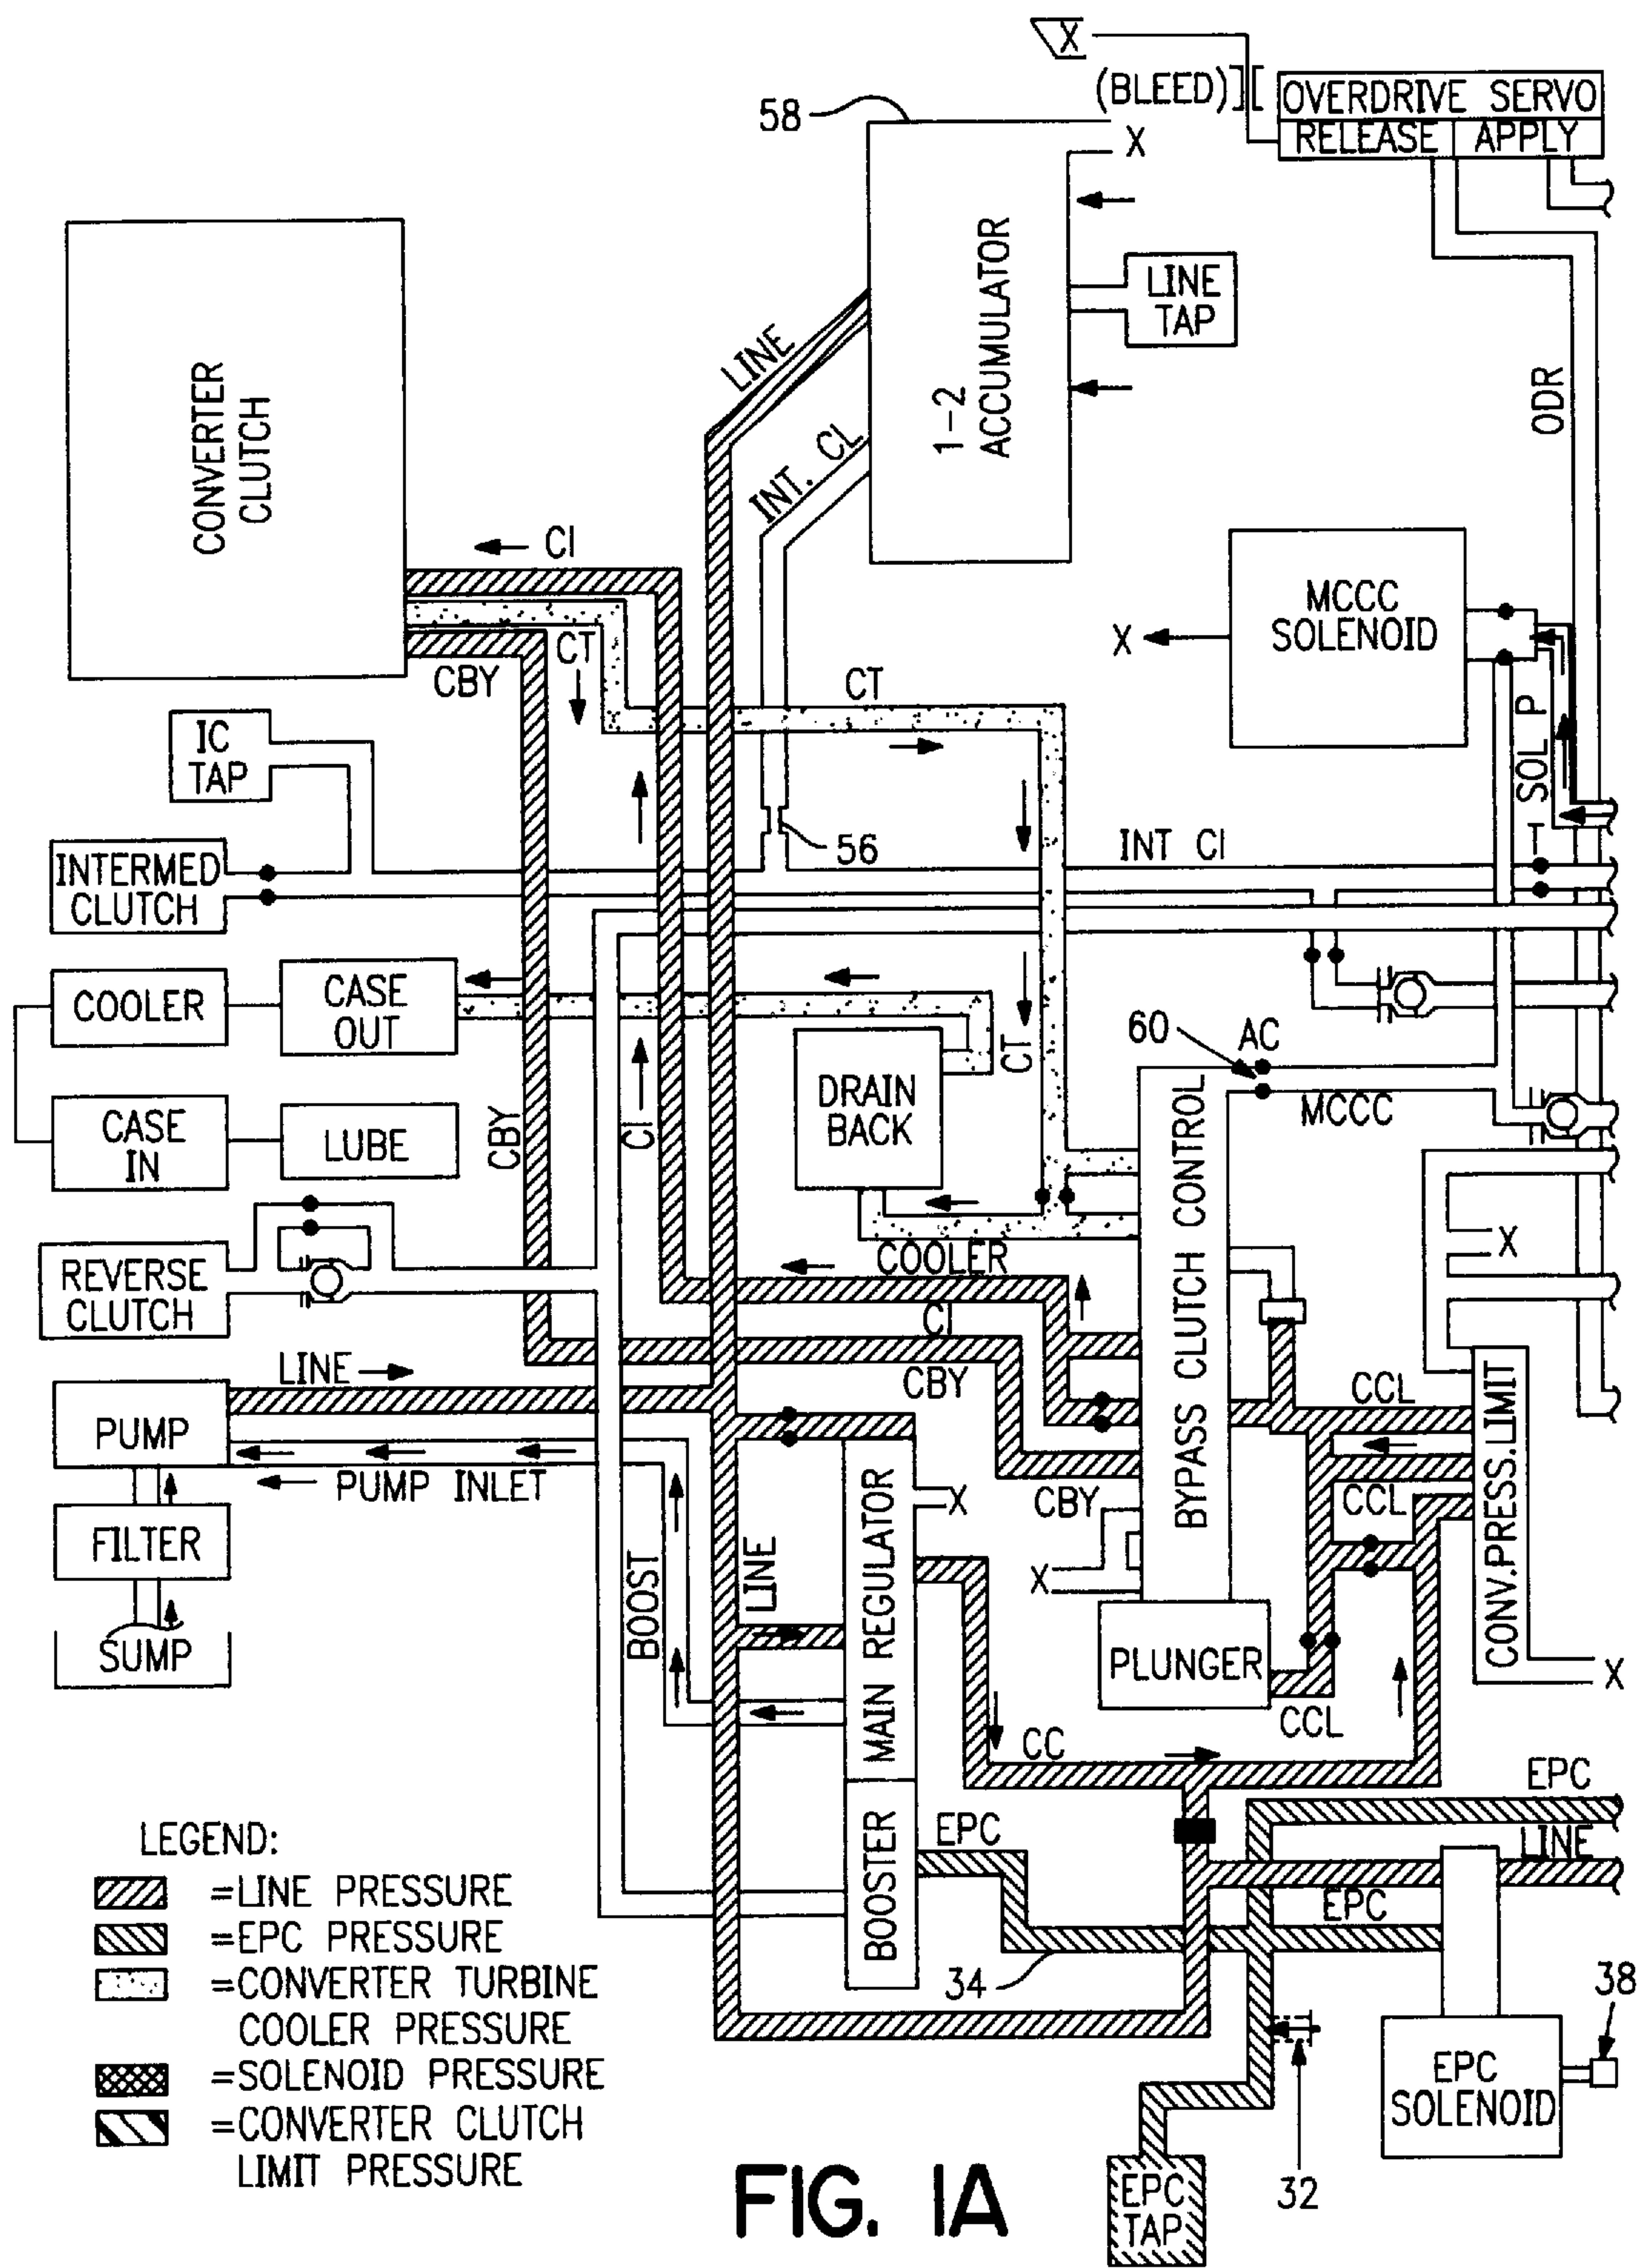 X
(BLEED)
OVERDRIVE SERVO
RELEASE
APPLY
58
X
LINE
TAP
1-2
ACCUMULATOR
LINE
INT. CL
ODR
CONVERTER
CLUTCH
CI
CT
CBY
CT
MCCC
SOLENOID
X
SOL P
T
IC
TAP
56
INT CI
INTERMED
CLUTCH
COOLER
CASE
OUT
CASE
IN
LUBE
CBY
CI
DRAIN
BACK
CT
60
AC
MCCC
COOLER
X
REVERSE
CLUTCH
CI
CBY
LINE
PUMP
PUMP INLET
FILTER
SUMP
BOOST
LINE
MAIN REGULATOR
X
BYPASS CLUTCH CONTROL
CBY
X
CCL
CCL
CONV.PRESS.LIMIT
X
PLUNGER
CCL
CC
EPC
LINE
BOOSTER
EPC
EPC
34
38
EPC
SOLENOID
32
EPC
TAP
LEGEND:
=LINE PRESSURE
=EPC PRESSURE
=CONVERTER TURBINE
COOLER PRESSURE
=SOLENOID PRESSURE
=CONVERTER CLUTCH
LIMIT PRESSURE
FIG. 1A